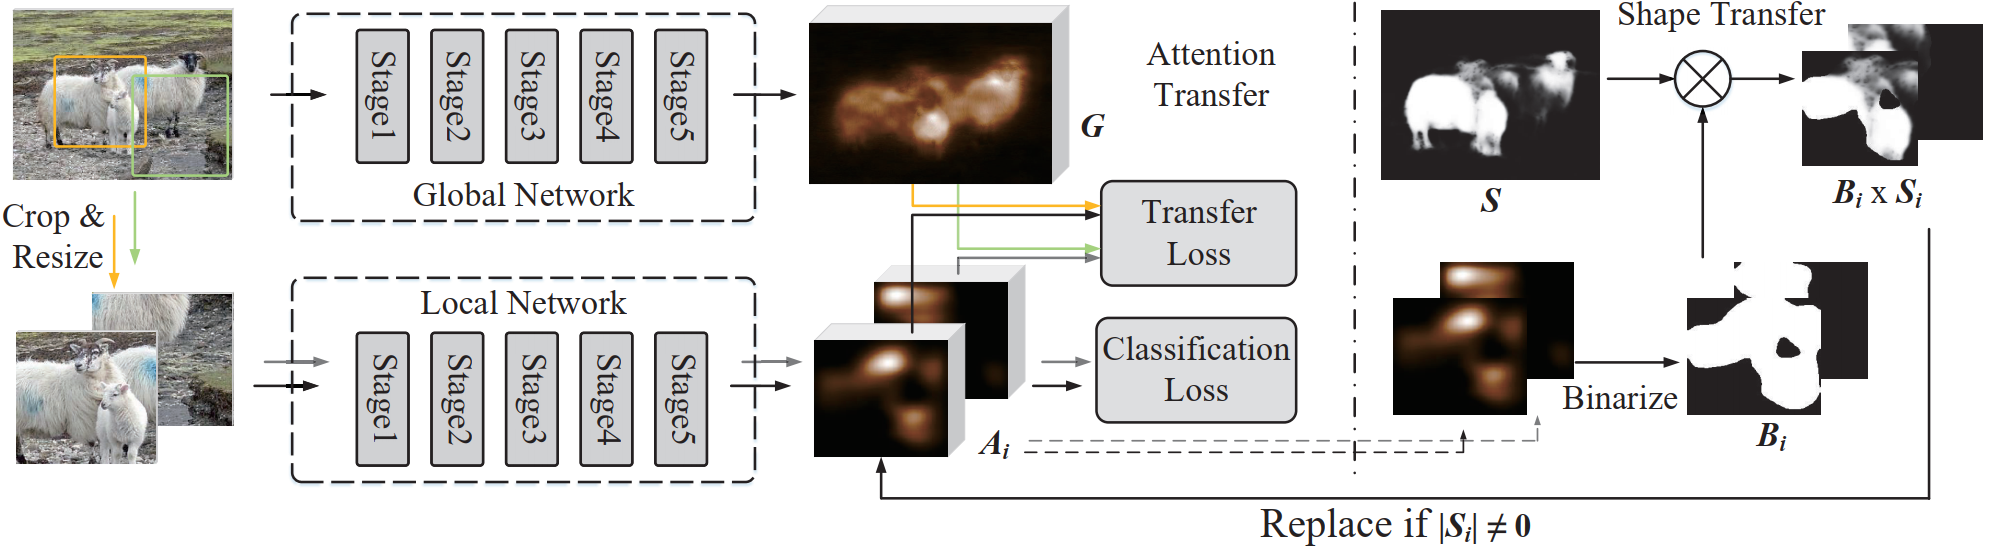 Stage1
Stage2
Stage3
Stage4
Stage5
Global Network
Attention
Transfer
G
Crop &
Resize
Transfer
Loss
Local Network
Stage1
Stage2
Stage3
Stage4
Stage5
Classification
Loss
A_i
Shape Transfer
S
B_i x S_i
Binarize
B_i
Replace if |S_i| ≠ 0